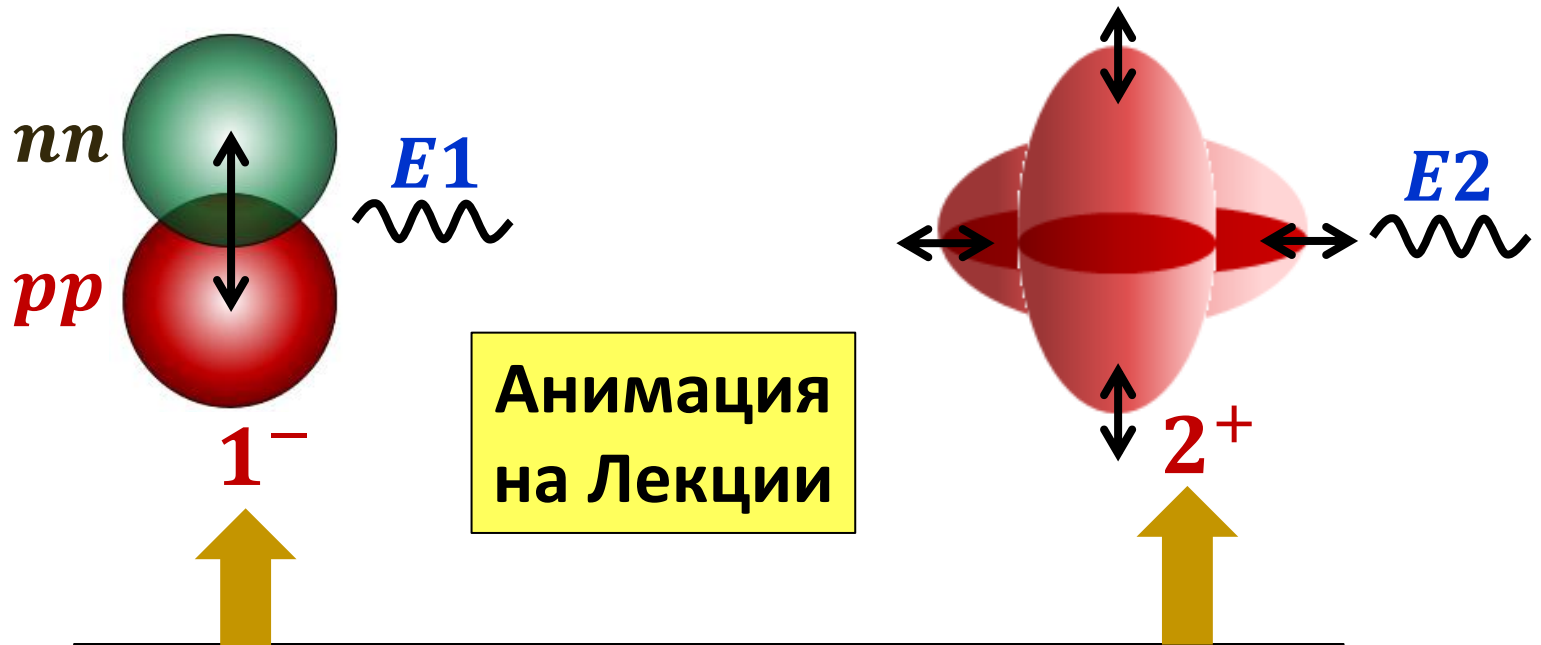 nn
E1
pp
1⁻
Анимация
на Лекции
E2
2⁺